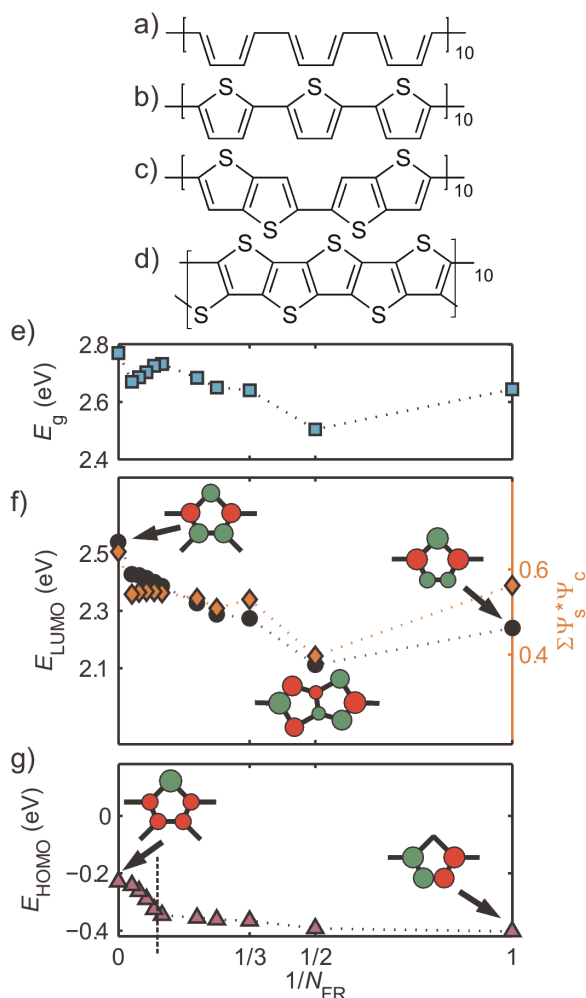 a)
10
b)
S S S
10
c)
S S
S S
10
d)
S S S
S S S
10
e)
2.8
2.6
2.4
E_g (eV)
f)
2.5
2.3
2.1
E_LUMO (eV)
0.6
0.4
ΣΨ_s*Ψ_c
g)
0
−0.2
−0.4
E_HOMO (eV)
0 1/3 1/2 1
1/N_FR